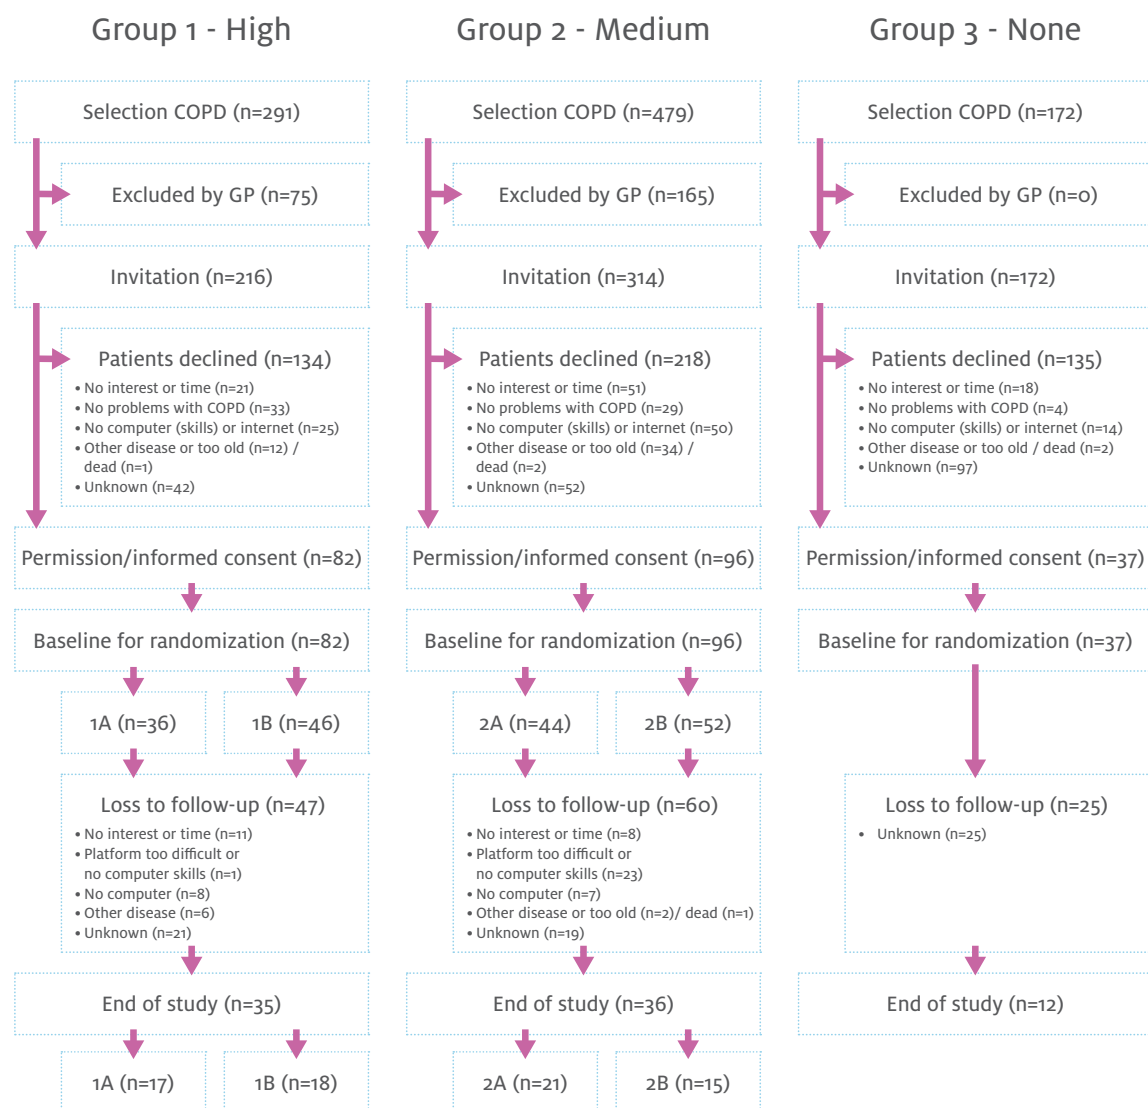 Group 1 - High
Selection COPD (n=291)
Excluded by GP (n=75)
Invitation (n=216)
Patients declined (n=134)
• No interest or time (n=21)
• No problems with COPD (n=33)
• No computer (skills) or internet (n=25)
• Other disease or too old (n=12) /
dead (n=1)
• Unknown (n=42)
Permission/informed consent (n=82)
Baseline for randomization (n=82)
1A (n=36)
1B (n=46)
Loss to follow-up (n=47)
• No interest or time (n=11)
• Platform too difficult or
no computer skills (n=1)
• No computer (n=8)
• Other disease (n=6)
• Unknown (n=21)
End of study (n=35)
1A (n=17)
1B (n=18)
Group 2 - Medium
Selection COPD (n=479)
Excluded by GP (n=165)
Invitation (n=314)
Patients declined (n=218)
• No interest or time (n=51)
• No problems with COPD (n=29)
• No computer (skills) or internet (n=50)
• Other disease or too old (n=34) /
dead (n=2)
• Unknown (n=52)
Permission/informed consent (n=96)
Baseline for randomization (n=96)
2A (n=44)
2B (n=52)
Loss to follow-up (n=60)
• No interest or time (n=8)
• Platform too difficult or
no computer skills (n=23)
• No computer (n=7)
• Other disease or too old (n=2)/ dead (n=1)
• Unknown (n=19)
End of study (n=36)
2A (n=21)
2B (n=15)
Group 3 - None
Selection COPD (n=172)
Excluded by GP (n=0)
Invitation (n=172)
Patients declined (n=135)
• No interest or time (n=18)
• No problems with COPD (n=4)
• No computer (skills) or internet (n=14)
• Other disease or too old / dead (n=2)
• Unknown (n=97)
Permission/informed consent (n=37)
Baseline for randomization (n=37)
Loss to follow-up (n=25)
• Unknown (n=25)
End of study (n=12)